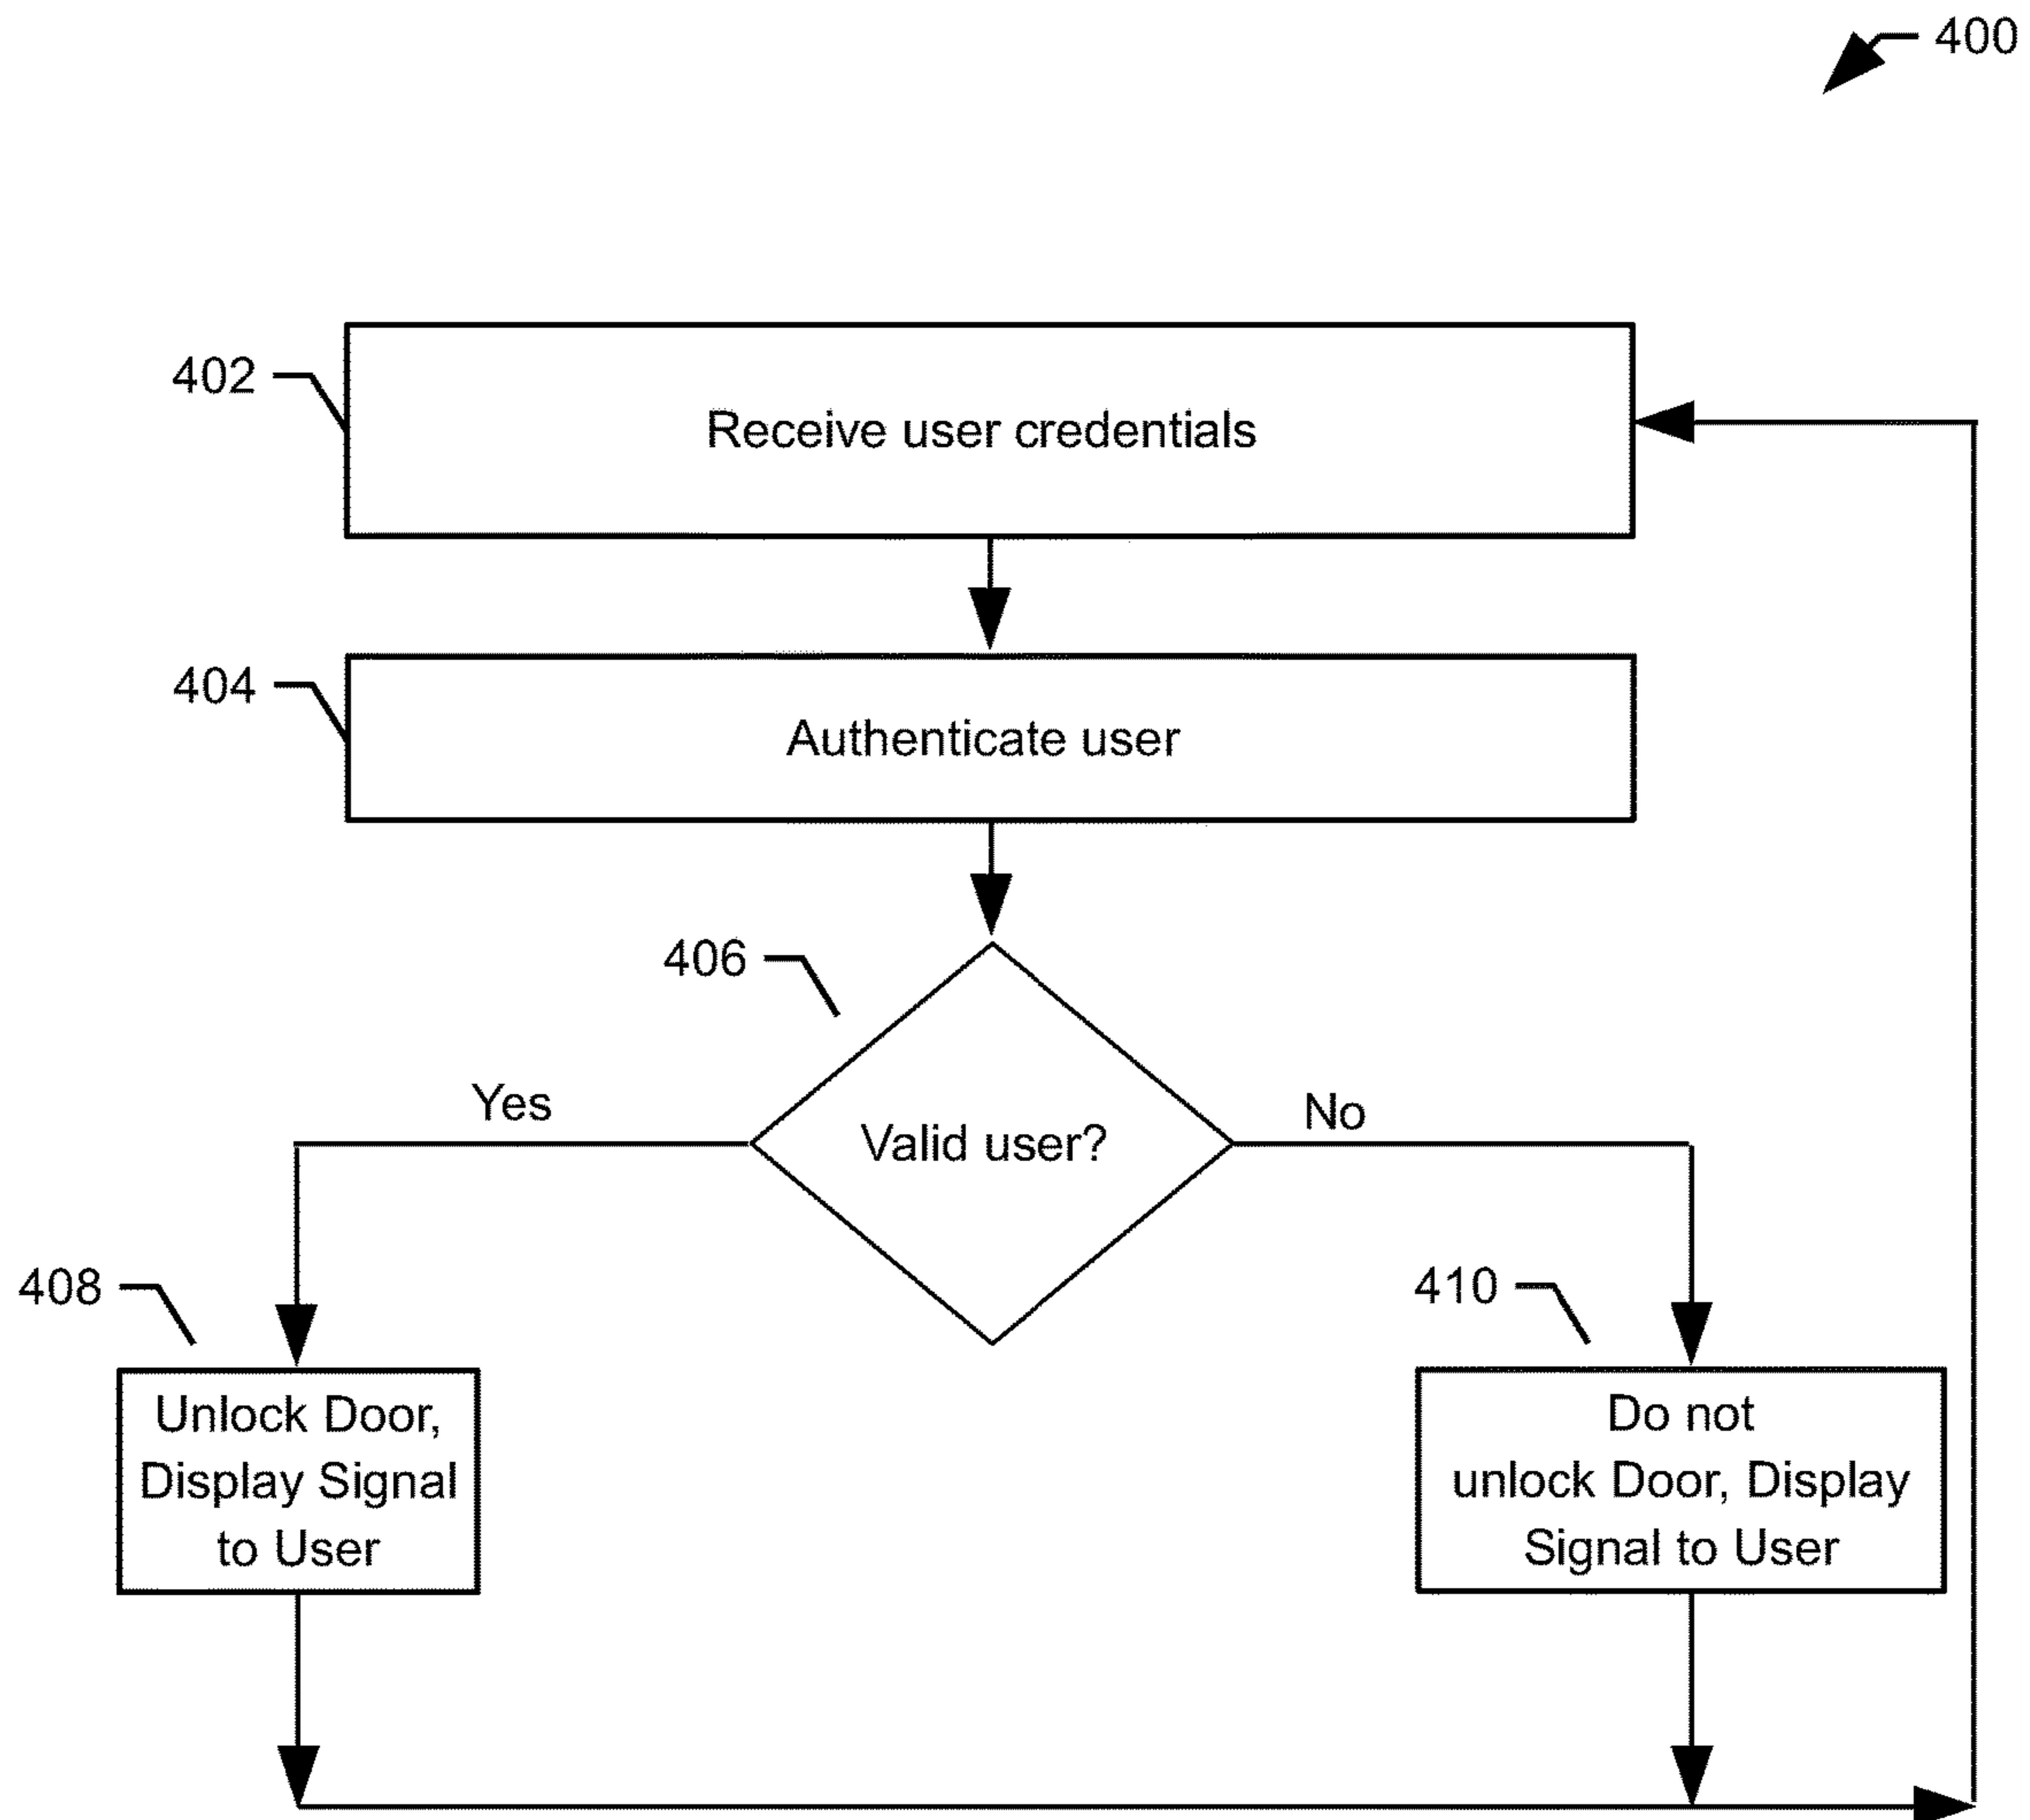 400
402
Receive user credentials
404
Authenticate user
406
Yes
Valid user?
No
408
410
Unlock Door,
Display Signal
to User
Do not
unlock Door, Display
Signal to User